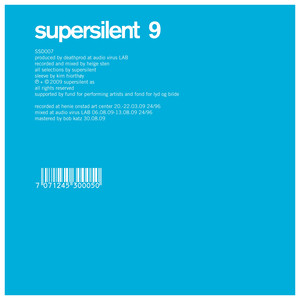 supersilent 9
SSD007
produced by deathprod at audio virus LAB
recorded and mixed by helge sten
all selections by supersilent
sleeve by kim hiorthøy
℗ + © 2009 supersilent as
all rights reserved
supported by fund for performing artists and fond for lyd og bilde
recorded at henie onstad art center 20.-22.03.09 24/96
mixed at audio virus LAB 06.08.09-13.08.09 24/96
mastered by bob katz 30.08.09
7 071245 300050